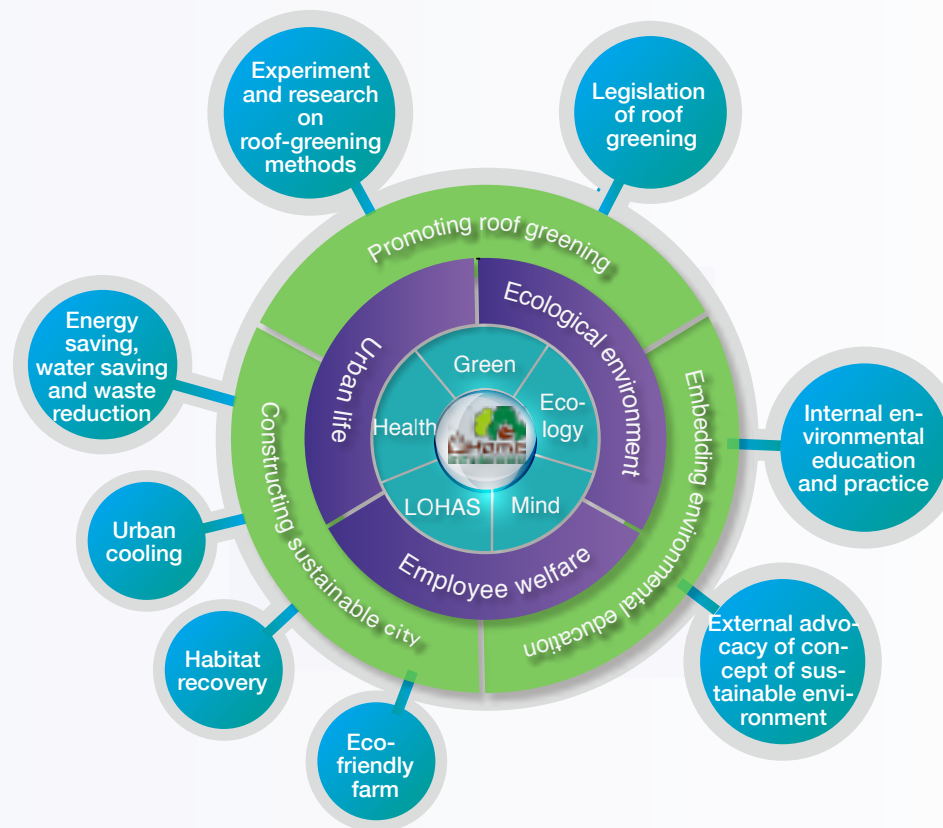 Experiment
and research
on
roof-greening
methods
Legislation
of roof
greening
Promoting roof greening
Energy
saving,
water saving
and waste
reduction
Urban life
Ecological environment
Green
Health
Eco-
logy
Home
LOHAS
Mind
Employee welfare
Constructing sustainable city
Embedding environmental education
Internal en-
vironmental
education
and practice
Urban
cooling
Habitat
recovery
External advo-
cacy of con-
cept of sus-
tainable envi-
ronment
Eco-
friendly
farm